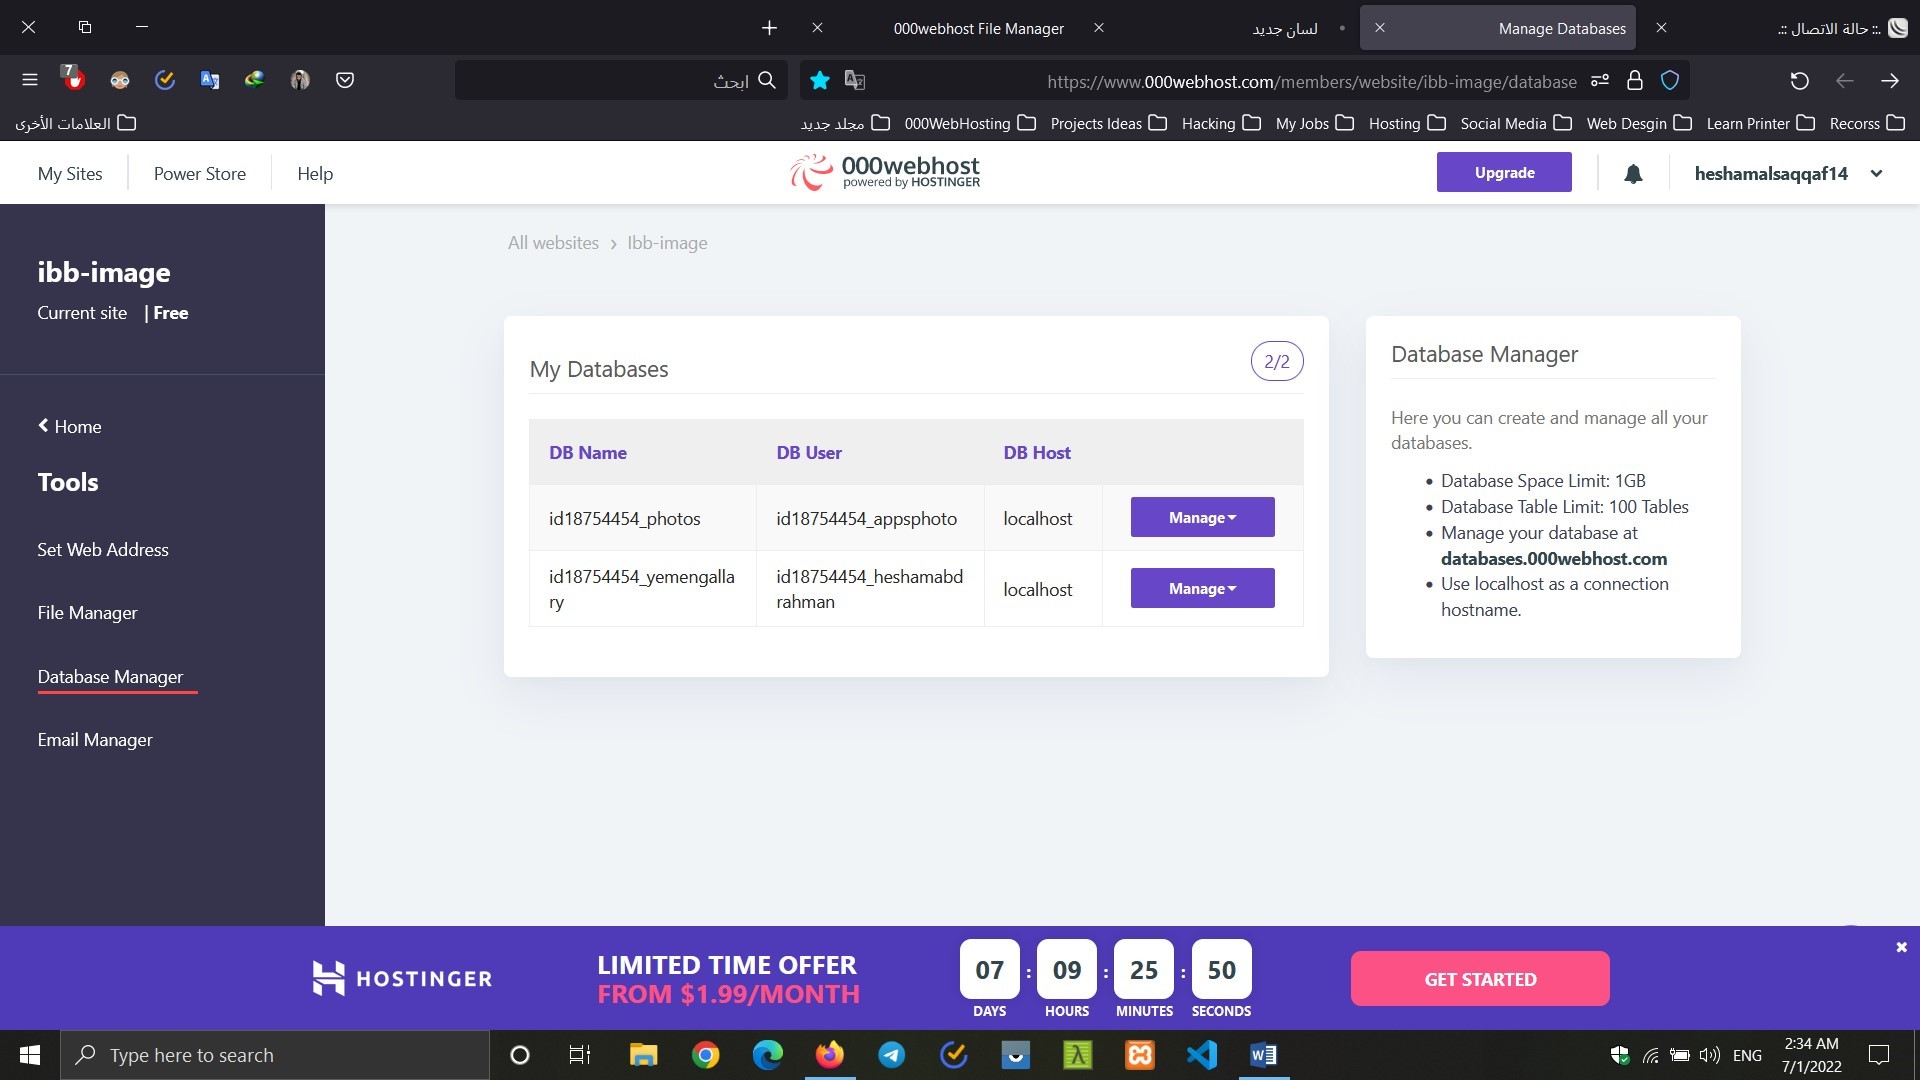 000webhost File Manager
لسان جديد
Manage Databases
.:: حالة الاتصال ::.
7
ابحث
https://www.000webhost.com/members/website/ibb-image/database
العلامات الأخرى
مجلد جديد
000WebHosting
Projects Ideas
Hacking
My Jobs
Hosting
Social Media
Web Desgin
Learn Printer
Recorss
My Sites
Power Store
Help
000webhost
powered by HOSTINGER
Upgrade
heshamalsaqqaf14
ibb-image
Current site | Free
Home
Tools
Set Web Address
File Manager
Database Manager
Email Manager
All websites › Ibb-image
My Databases
2/2
DB Name DB User DB Host
id18754454_photos id18754454_appsphoto localhost Manage
id18754454_yemengalla
ry
id18754454_heshamabd
rahman
localhost
Manage
Database Manager
Here you can create and manage all your
databases.
• Database Space Limit: 1GB
• Database Table Limit: 100 Tables
• Manage your database at
databases.000webhost.com
• Use localhost as a connection
hostname.
HOSTINGER
LIMITED TIME OFFER
FROM $1.99/MONTH
07 : 09 : 25 : 50
DAYS HOURS MINUTES SECONDS
GET STARTED
Type here to search
ENG
2:34 AM
7/1/2022